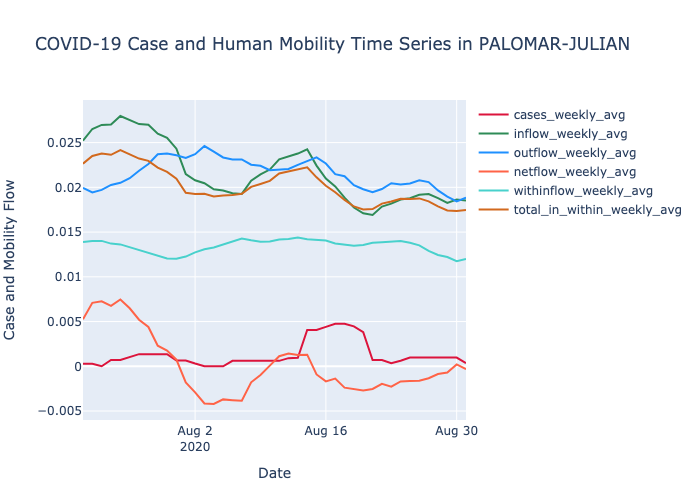 COVID-19 Case and Human Mobility Time Series in PALOMAR-JULIAN
Case and Mobility Flow
0.025
0.02
0.015
0.01
0.005
0
−0.005
Aug 2
2020
Aug 16
Aug 30
Date
cases_weekly_avg
inflow_weekly_avg
outflow_weekly_avg
netflow_weekly_avg
withinflow_weekly_avg
total_in_within_weekly_avg